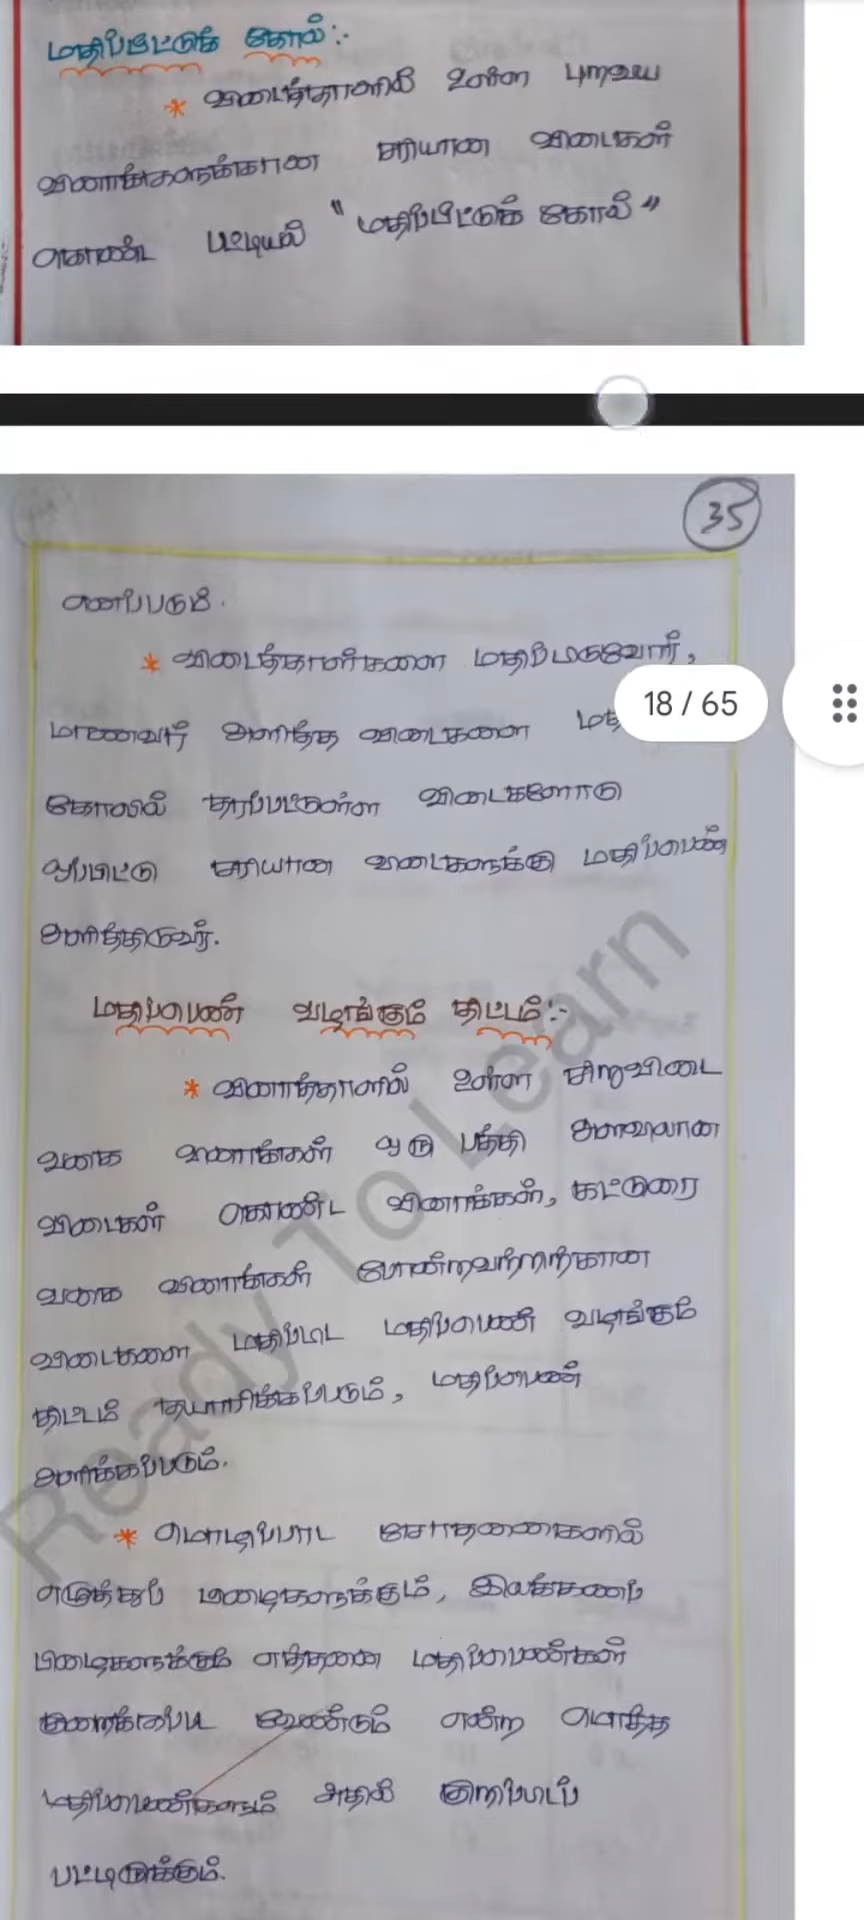 மதிப்பீட்டுக் கோல்:-
* விடைத்தாளில் உள்ள புறவய
வினாக்களுக்கான சரியான விடைகள்
கொண்ட பட்டியல் "மதிப்பீட்டுக் கோல்"
35
எனப்படும்.
* விடைத்தாள்களை மதிப்பிடுவோர்,
18 / 65
மாணவர் அளித்த விடைகளை மதி
கோலில் தரப்பட்டுள்ள விடைகளோடு
ஒப்பிட்டு சரியான விடைகளுக்கு மதிப்பெண்
அளித்திடுவர்.
மதிப்பெண் வழங்கும் திட்டம்:-
* வினாத்தாளில் உள்ள சிறுவிடை
வகை வினாக்கள் ஒரு பத்தி அளவிலான
விடைகள் கொண்ட வினாக்கள், கட்டுரை
வகை வினாக்கள் போன்றவற்றிற்கான
விடைகளை மதிப்பிட மதிப்பெண் வழங்கும்
திட்டம் தயாரிக்கப்படும், மதிப்பெண்
அளிக்கப்படும்.
* மொழிப்பாட சோதனைகளில்
எழுத்துப் பிழைகளுக்கும், இலக்கணப்
பிழைகளுக்கும் எத்தனை மதிப்பெண்கள்
குறைக்கப்பட வேண்டும் என்ற மொத்த
மதிப்பெண்களும் அதில் குறிப்பிடப்
பட்டிருக்கும்.
Ready To Learn